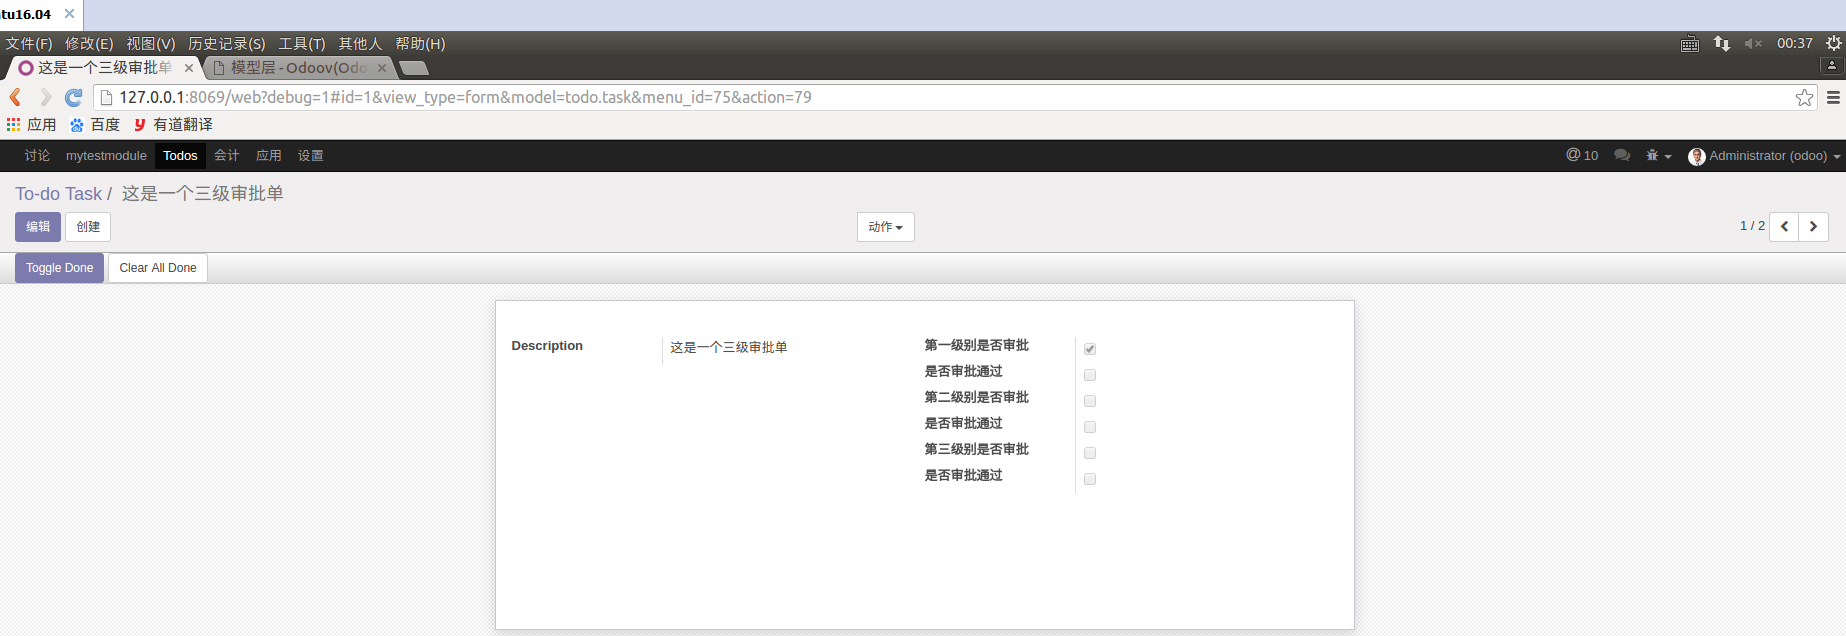 tu16.04
文件(F) 修改(E) 视图(V) 历史记录(S) 工具(T) 其他人 帮助(H) 00:37
这是一个三级审批单 模型层 - Odoov(Odo
127.0.0.1:8069/web?debug=1#id=1&view_type=form&model=todo.task&menu_id=75&action=79
应用 百度 有道翻译
讨论 mytestmodule Todos 会计 应用 设置 @ 10 Administrator (odoo)
To-do Task / 这是一个三级审批单
编辑 创建 动作 1 / 2
Toggle Done Clear All Done
Description 这是一个三级审批单 第一级别是否审批
是否审批通过
第二级别是否审批
是否审批通过
第三级别是否审批
是否审批通过